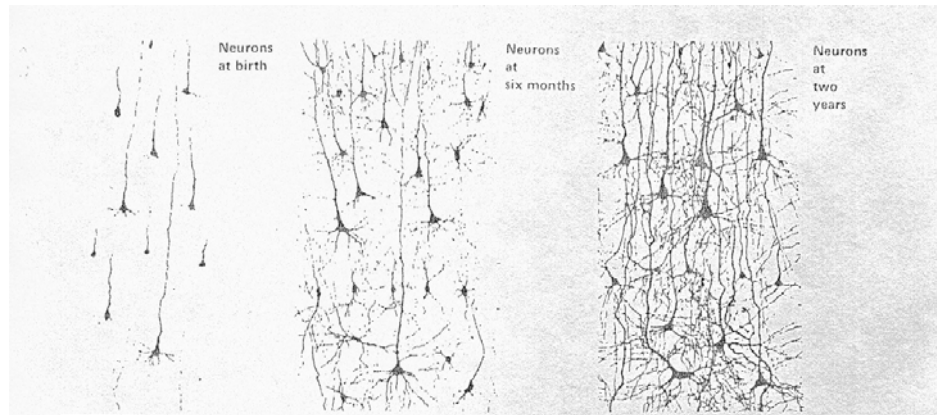 Neurons
at birth
Neurons
at
six months
Neurons
at
two
years